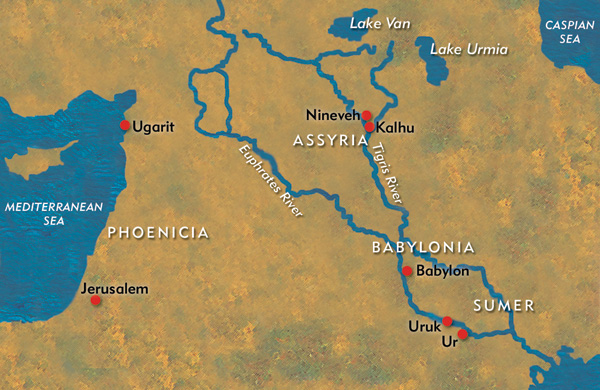 Lake Van
CASPIAN
SEA
Lake Urmia
Nineveh
Ugarit
Kalhu
ASSYRIA
Euphrates River
Tigris River
MEDITERRANEAN
SEA
PHOENICIA
BABYLONIA
Babylon
Jerusalem
SUMER
Uruk
Ur